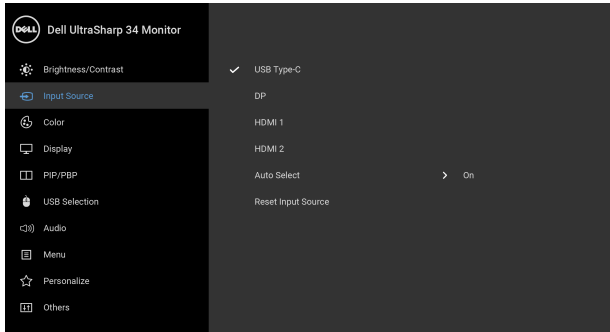 DELL Dell UltraSharp 34 Monitor
Brightness/Contrast
Input Source
Color
Display
PIP/PBP
USB Selection
Audio
Menu
Personalize
Others
USB Type-C
DP
HDMI 1
HDMI 2
Auto Select On
Reset Input Source